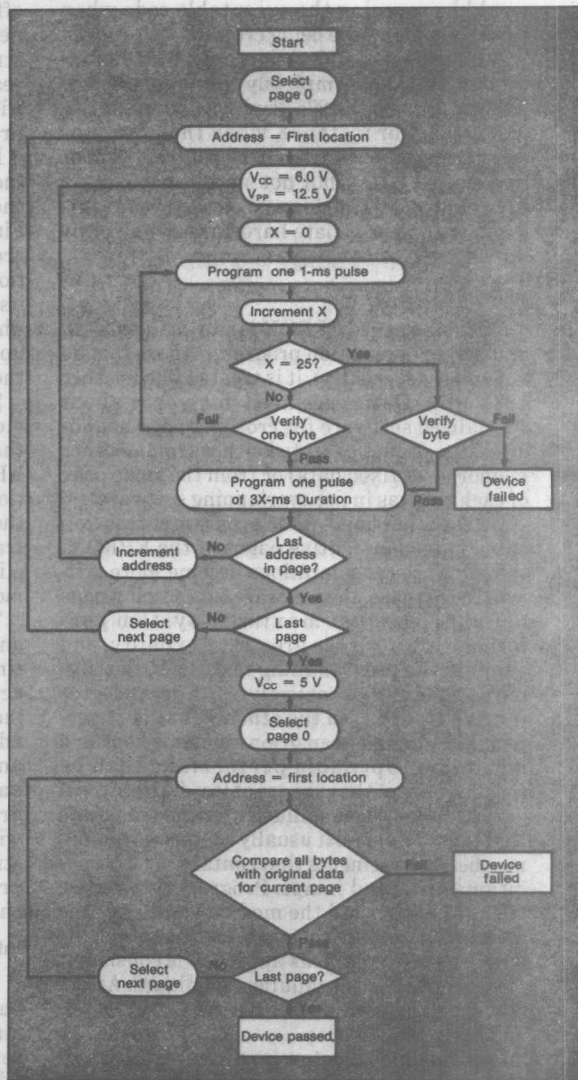 Start
Select
page 0
Address = First location
VCC = 6.0 V
VPP = 12.5 V
X = 0
Program one 1-ms pulse
Increment X
X = 25?
Yes
No
Fail
Verify
one byte
Verify
byte
Fail
Pass
Device
failed
Program one pulse
of 3X-ms Duration
Pass
Increment
address
No
Last
address
in page?
Yes
Select
next page
No
Last
page
Yes
VCC = 5 V
Select
page 0
Address = first location
Compare all bytes
with original data
for current page
Fail
Device
failed
Pass
Select
next page
No
Last page?
Device passed.